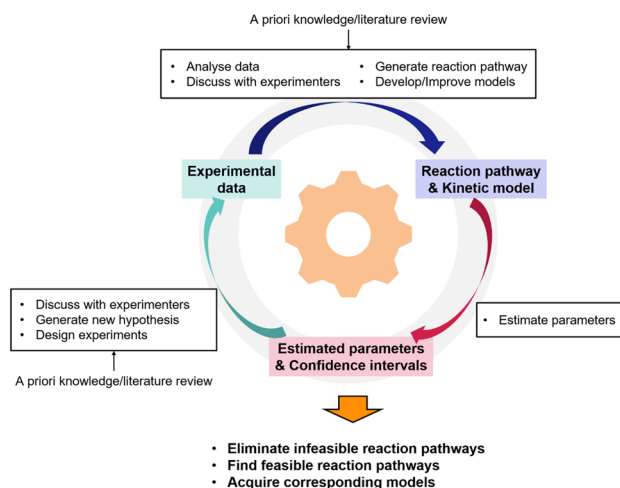 A priori knowledge/literature review
• Analyse data
• Discuss with experimenters
• Generate reaction pathway
• Develop/Improve models
Experimental
data
Reaction pathway
& Kinetic model
• Discuss with experimenters
• Generate new hypothesis
• Design experiments
A priori knowledge/literature review
• Estimate parameters
Estimated parameters
& Confidence intervals
• Eliminate infeasible reaction pathways
• Find feasible reaction pathways
• Acquire corresponding models